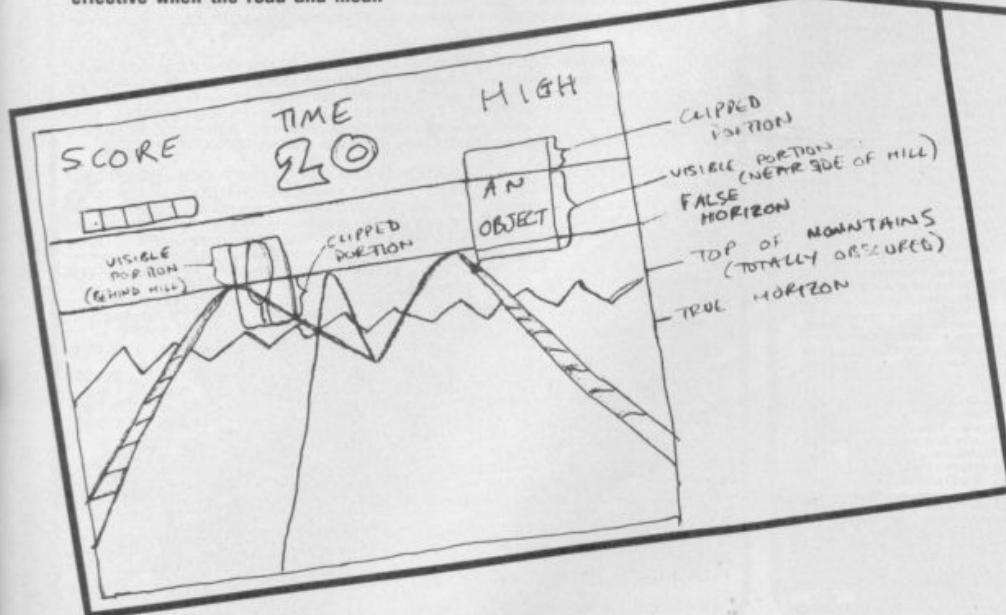 effective when the road and mean
SCORE
TIME
20
HIGH
CLIPPED
PORTION
VISIBLE PORTION
(NEAR SIDE OF HILL)
FALSE
HORIZON
TOP OF MOUNTAINS
(TOTALLY OBSCURED)
TRUE HORIZON
AN
OBJECT
VISIBLE
PORTION
(BEHIND HILL)
CLIPPED
PORTION